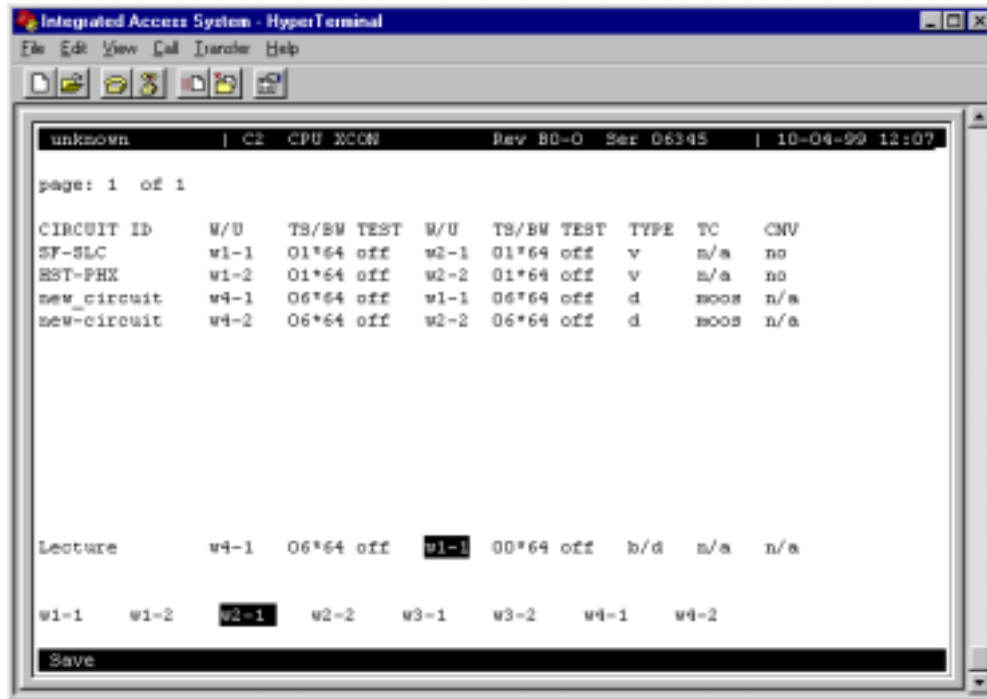 Integrated Access System - HyperTerminal
File Edit View Call Transfer Help
unknown | C2 CPU XCON Rev B0-0 Ser 06345 | 10-04-99 12:07
page: 1 of 1
CIRCUIT ID W/U TS/BW TEST W/U TS/BW TEST TYPE TC CNV
SF-SLC w1-1 01*64 off w2-1 01*64 off v n/a no
HST-PHX w1-2 01*64 off w2-2 01*64 off v n/a no
new_circuit w4-1 06*64 off w1-1 06*64 off d moos n/a
new-circuit w4-2 06*64 off w2-2 06*64 off d moos n/a
Lecture w4-1 06*64 off w1-1 00*64 off b/d n/a n/a
w1-1 w1-2 w2-1 w2-2 w3-1 w3-2 w4-1 w4-2
Save